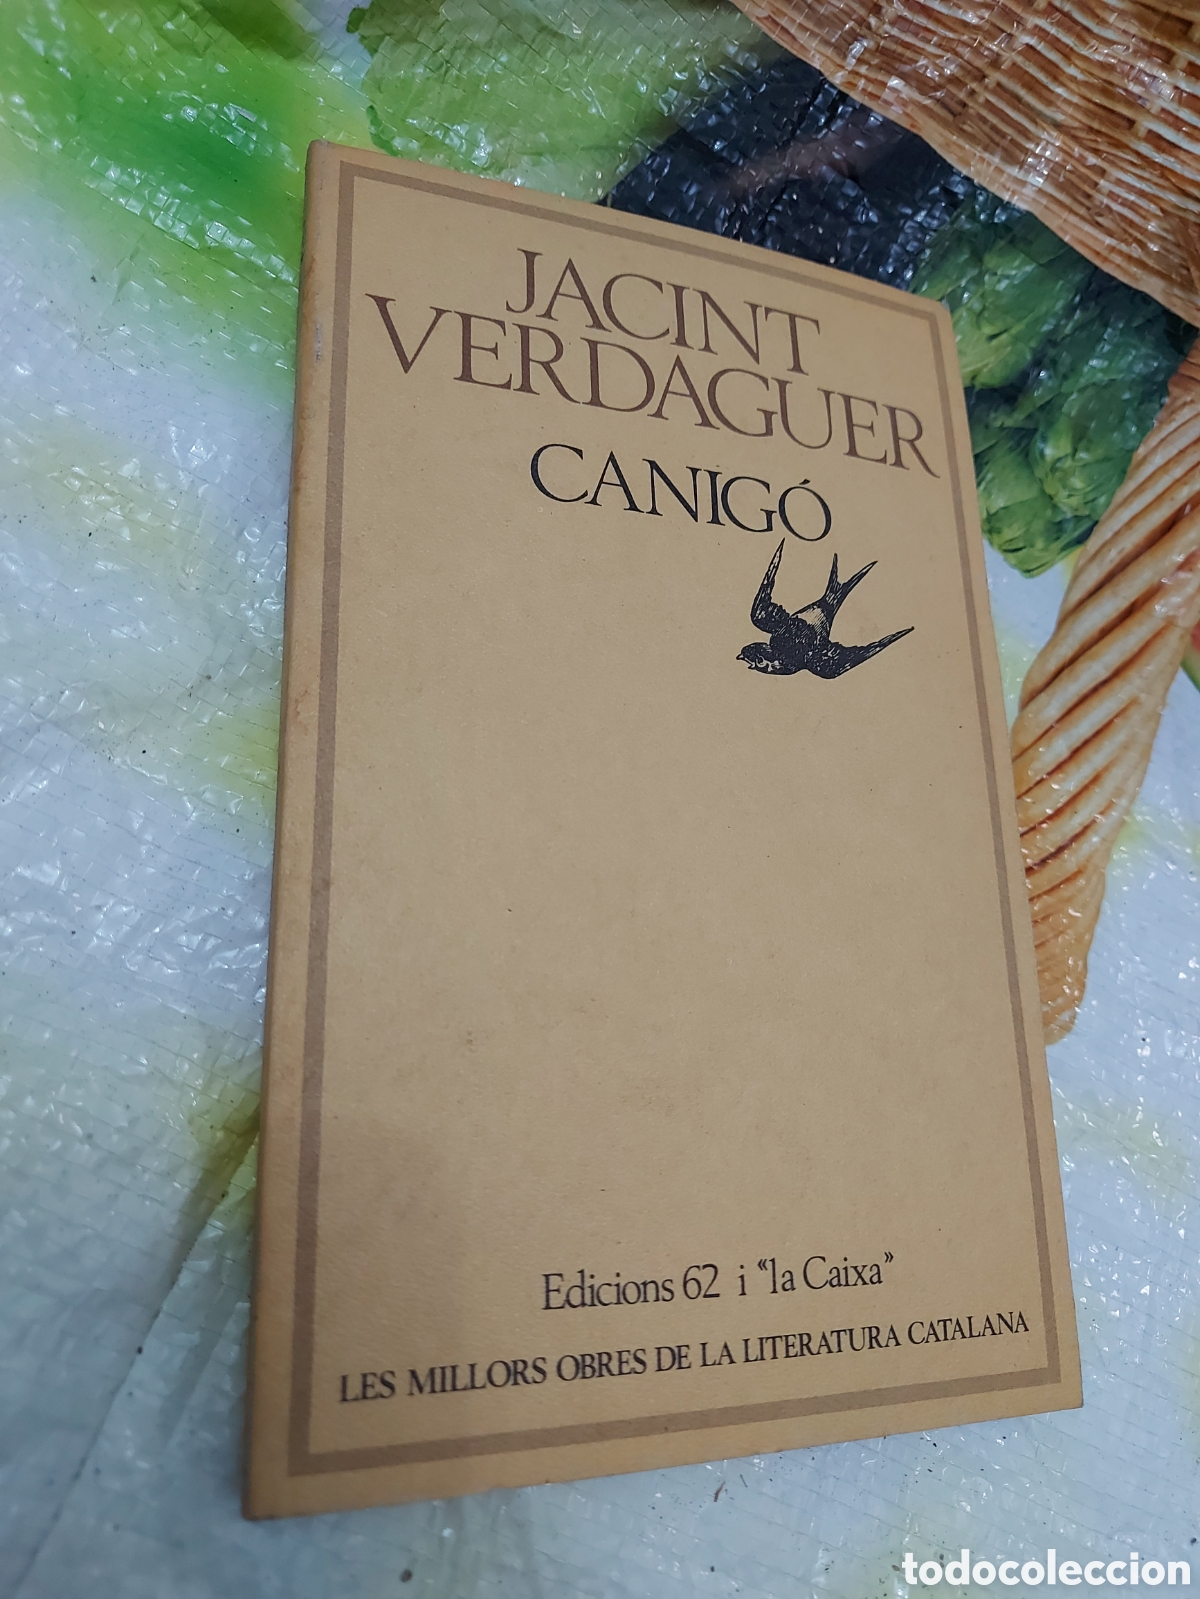 JACINT
VERDAGUER
CANIGÓ
Edicions 62 i "la Caixa"
LES MILLORS OBRES DE LA LITERATURA CATALANA
todocoleccion